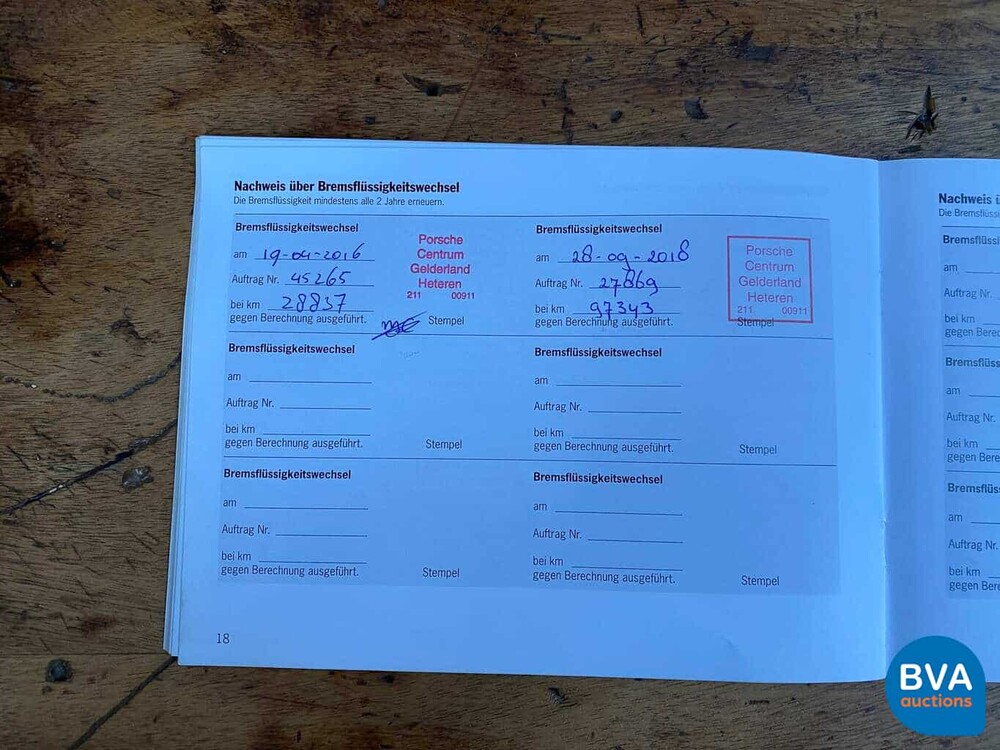 Nachweis über Bremsflüssigkeitswechsel
Die Bremsflüssigkeit mindestens alle 2 Jahre erneuern.
Bremsflüssigkeitswechsel
am 19-04-2016
Auftrag Nr. 45265
bei km 28837
gegen Berechnung ausgeführt.
Stempel
Porsche
Centrum
Gelderland
Heteren
211 00911
Bremsflüssigkeitswechsel
am 28-09-2018
Auftrag Nr. 27869
bei km 97343
gegen Berechnung ausgeführt.
Stempel
Porsche
Centrum
Gelderland
Heteren
211 00911
Bremsflüssigkeitswechsel
am
Auftrag Nr.
bei km
gegen Berechnung ausgeführt.
Stempel
Bremsflüssigkeitswechsel
am
Auftrag Nr.
bei km
gegen Berechnung ausgeführt.
Stempel
Bremsflüssigkeitswechsel
am
Auftrag Nr.
bei km
gegen Berechnung ausgeführt.
Stempel
Bremsflüssigkeitswechsel
am
Auftrag Nr.
bei km
gegen Berechnung ausgeführt.
Stempel
18
Nachweis
Die Bremsflüss
Bremsflüssi
am
Auftrag Nr.
bei km
gegen Berec
Bremsflüss
am
Auftrag Nr.
bei km
gegen Bere
Bremsflüs
am
Auftrag Nr.
bei km
gegen Bere
BVA
auctions